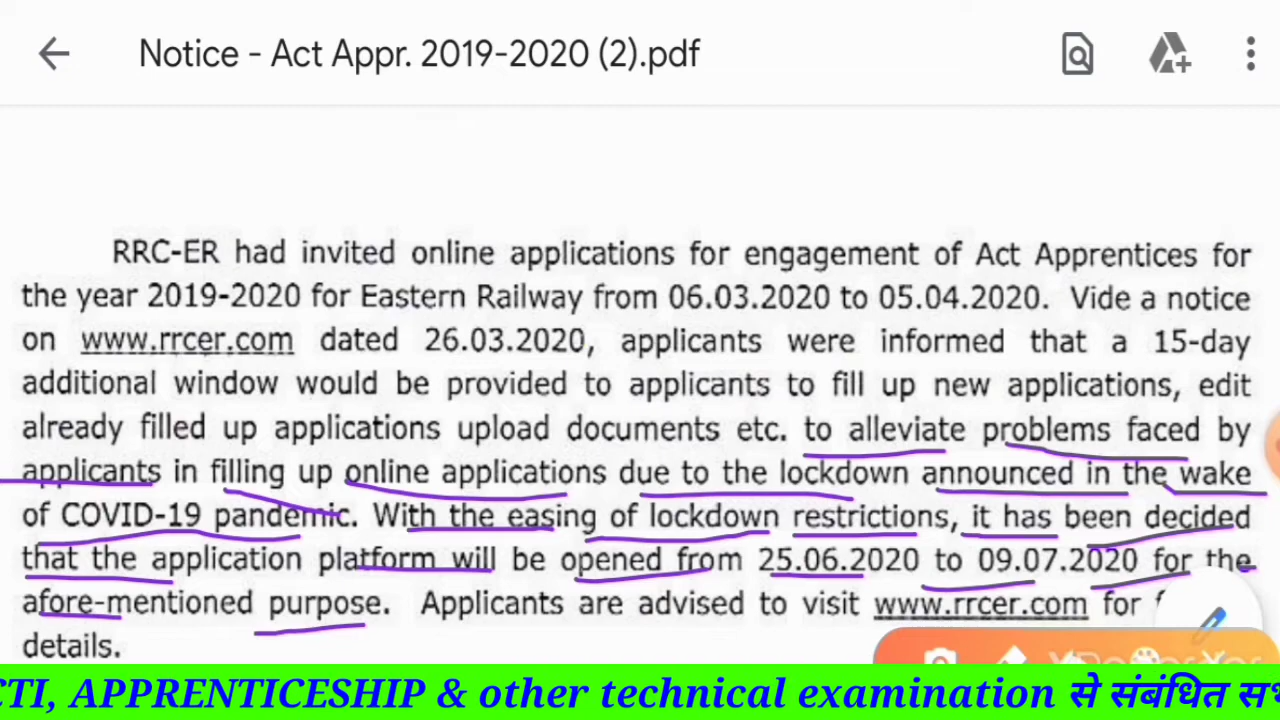 Notice - Act Appr. 2019-2020 (2).pdf
RRC-ER had invited online applications for engagement of Act Apprentices for
the year 2019-2020 for Eastern Railway from 06.03.2020 to 05.04.2020. Vide a notice
on www.rrcer.com dated 26.03.2020, applicants were informed that a 15-day
additional window would be provided to applicants to fill up new applications, edit
already filled up applications upload documents etc. to alleviate problems faced by
applicants in filling up online applications due to the lockdown announced in the wake
of COVID-19 pandemic. With the easing of lockdown restrictions, it has been decided
that the application platform will be opened from 25.06.2020 to 09.07.2020 for the
afore-mentioned purpose. Applicants are advised to visit www.rrcer.com for
details.
CTI, APPRENTICESHIP & other technical examination से संबंधित